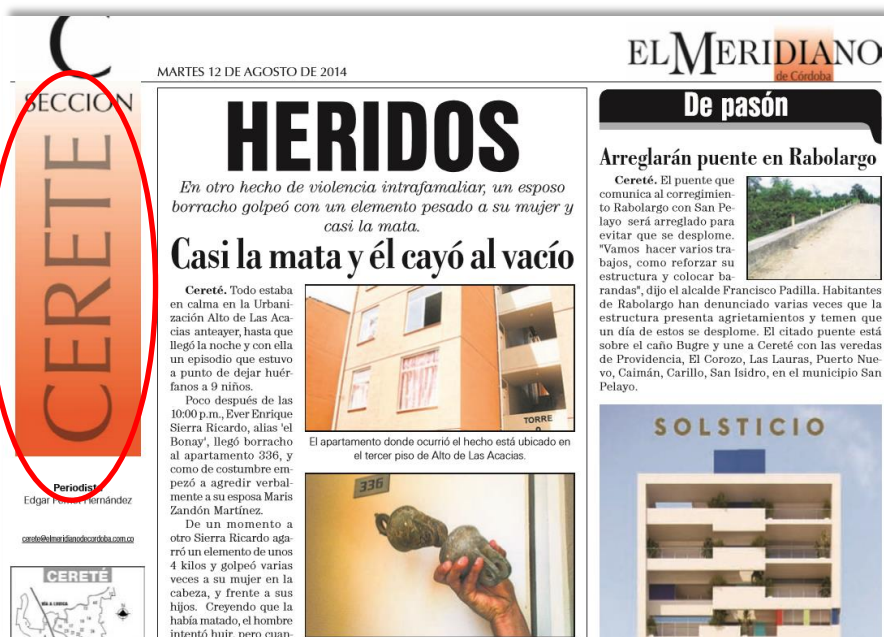 C
SECCIÓN
CERETÉ
Periodista
Edgar Hernández
cerete@elmeridianodecordoba.com.co
CERETÉ
MARTES 12 DE AGOSTO DE 2014
EL MERIDIANO
de Córdoba
HERIDOS
En otro hecho de violencia intrafamaliar, un esposo
borracho golpeó con un elemento pesado a su mujer y
casi la mata.
Casi la mata y él cayó al vacío
Cereté. Todo estaba
en calma en la Urbani-
zación Alto de Las Aca-
cias anteayer, hasta que
llegó la noche y con ella
un episodio que estuvo
a punto de dejar huér-
fanos a 9 niños.
Poco después de las
10:00 p.m., Ever Enrique
Sierra Ricardo, alias 'el
Bonay', llegó borracho
al apartamento 336, y
como de costumbre em-
pezó a agredir verbal-
mente a su esposa Maris
Zandón Martínez.
De un momento a
otro Sierra Ricardo aga-
rró un elemento de unos
4 kilos y golpeó varias
veces a su mujer en la
cabeza, y frente a sus
hijos. Creyendo que la
había matado, el hombre
intentó huir, pero cuan-
TORRE
9
El apartamento donde ocurrió el hecho está ubicado en
el tercer piso de Alto de Las Acacias.
336
De pasón
Arreglarán puente en Rabolargo
Cereté. El puente que
comunica al corregimien-
to Rabolargo con San Pe-
layo será arreglado para
evitar que se desplome.
"Vamos hacer varios tra-
bajos, como reforzar su
estructura y colocar ba-
randas", dijo el alcalde Francisco Padilla. Habitantes
de Rabolargo han denunciado varias veces que la
estructura presenta agrietamientos y temen que
un día de estos se desplome. El citado puente está
sobre el caño Bugre y une a Cereté con las veredas
de Providencia, El Corozo, Las Lauras, Puerto Nue-
vo, Caimán, Carillo, San Isidro, en el municipio San
Pelayo.
SOLSTICIO